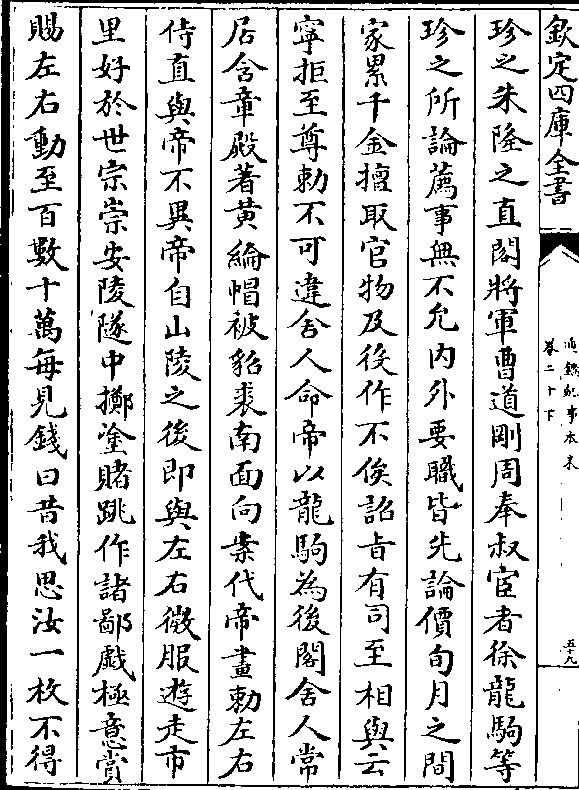 欽定四庫全書
通鑑紀事本末
卷二十下
五十九
珍之朱隆之直閣將軍曹道剛周奉叔宦者徐龍駒等
珍之所論薦事無不允内外要職皆先論價旬月之間
家累千金擅取官物及役作不俟詔旨有司至相與云
寧拒至尊勅不可違舍人命帝以龍駒為後閣舍人常
居含章殿著黄綸帽被貂裘南面向案代帝畫勅左右
侍直與帝不異帝自山陵之後即與左右微服遊走市
里好於世宗崇安陵隧中擲塗賭跳作諸鄙戲極意賞
賜左右動至百數十萬每見錢曰昔我思汝一枚不得